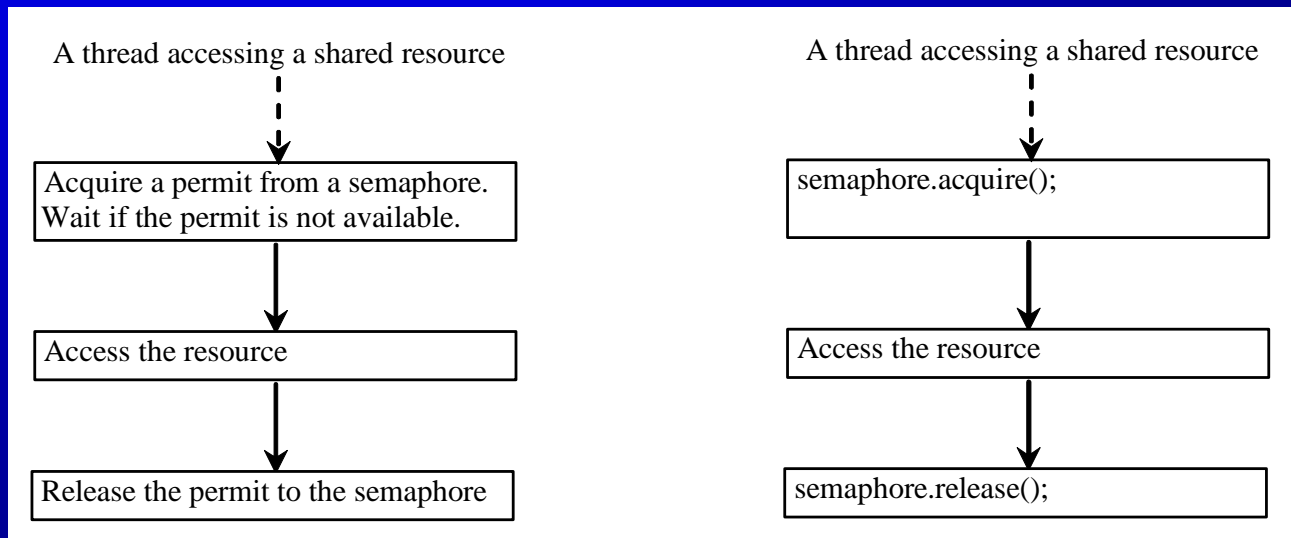 A thread accessing a shared resource
Acquire a permit from a semaphore.
Wait if the permit is not available.
Access the resource
Release the permit to the semaphore
A thread accessing a shared resource
semaphore.acquire();
Access the resource
semaphore.release();